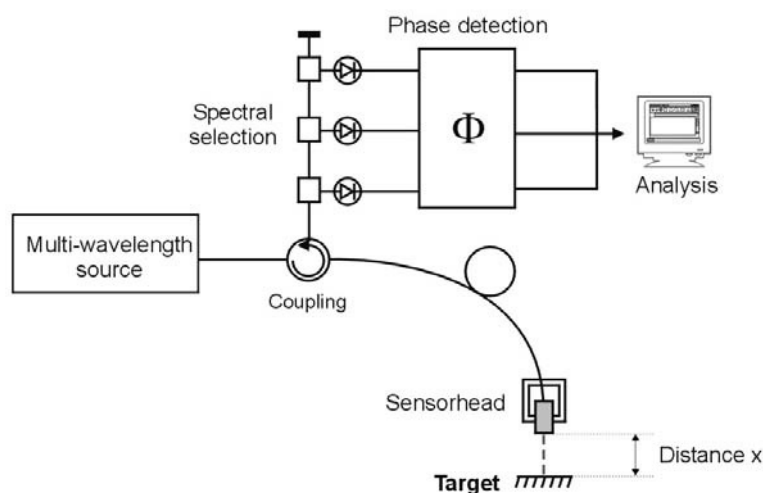 Phase detection
Spectral
selection
Φ
Analysis
Multi-wavelength
source
Coupling
Sensorhead
Distance x
Target